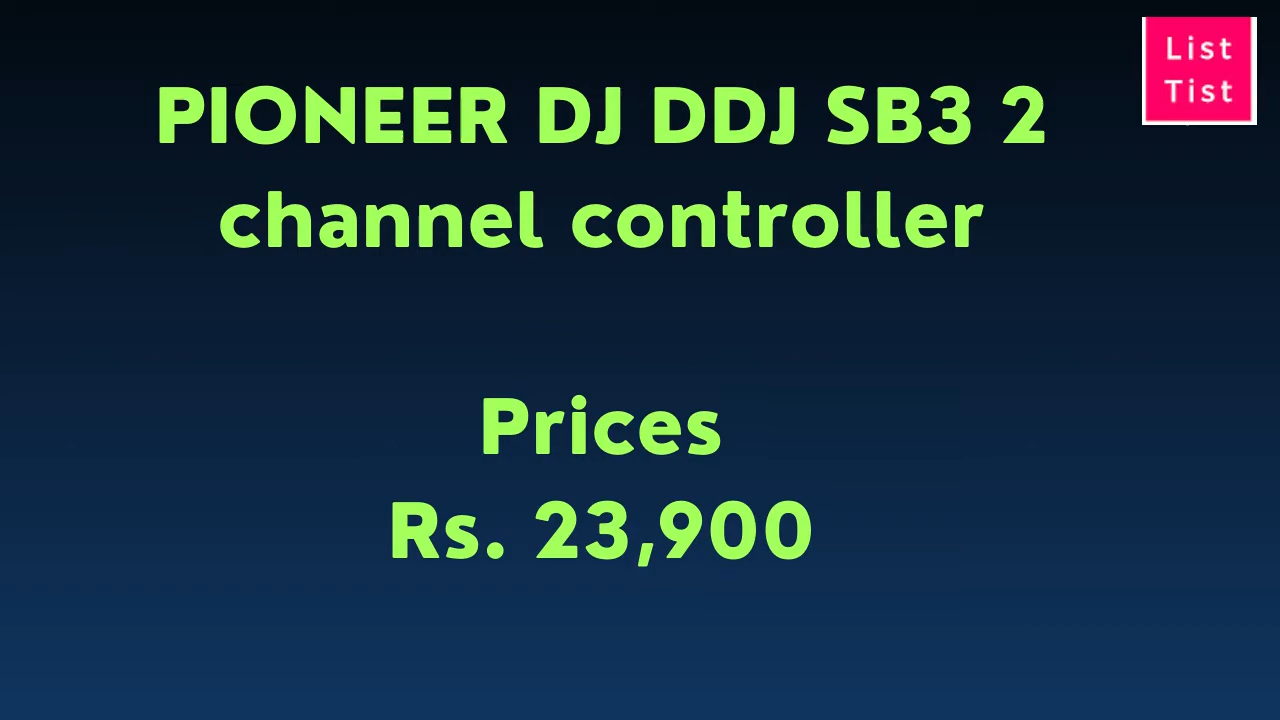 List
Tist
PIONEER DJ DDJ SB3 2
channel controller
Prices
Rs. 23,900